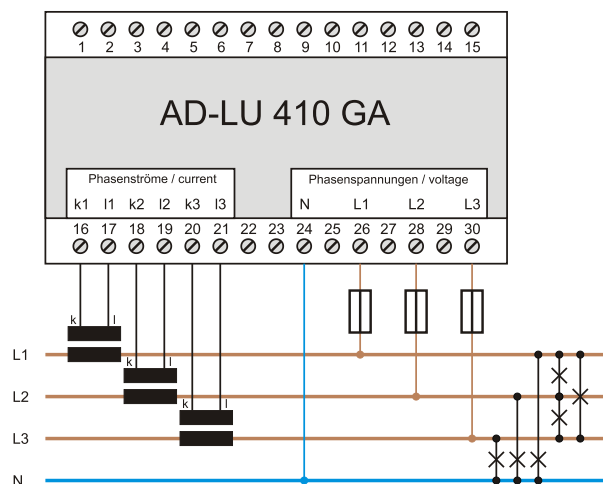 1 2 3 4 5 6 7 8 9 10 11 12 13 14 15
AD-LU 410 GA
Phasenströme / current
Phasenspannungen / voltage
k1 l1 k2 l2 k3 l3
N L1 L2 L3
16 17 18 19 20 21 22 23 24 25 26 27 28 29 30
k l
L1
k l
L2
k l
L3
N